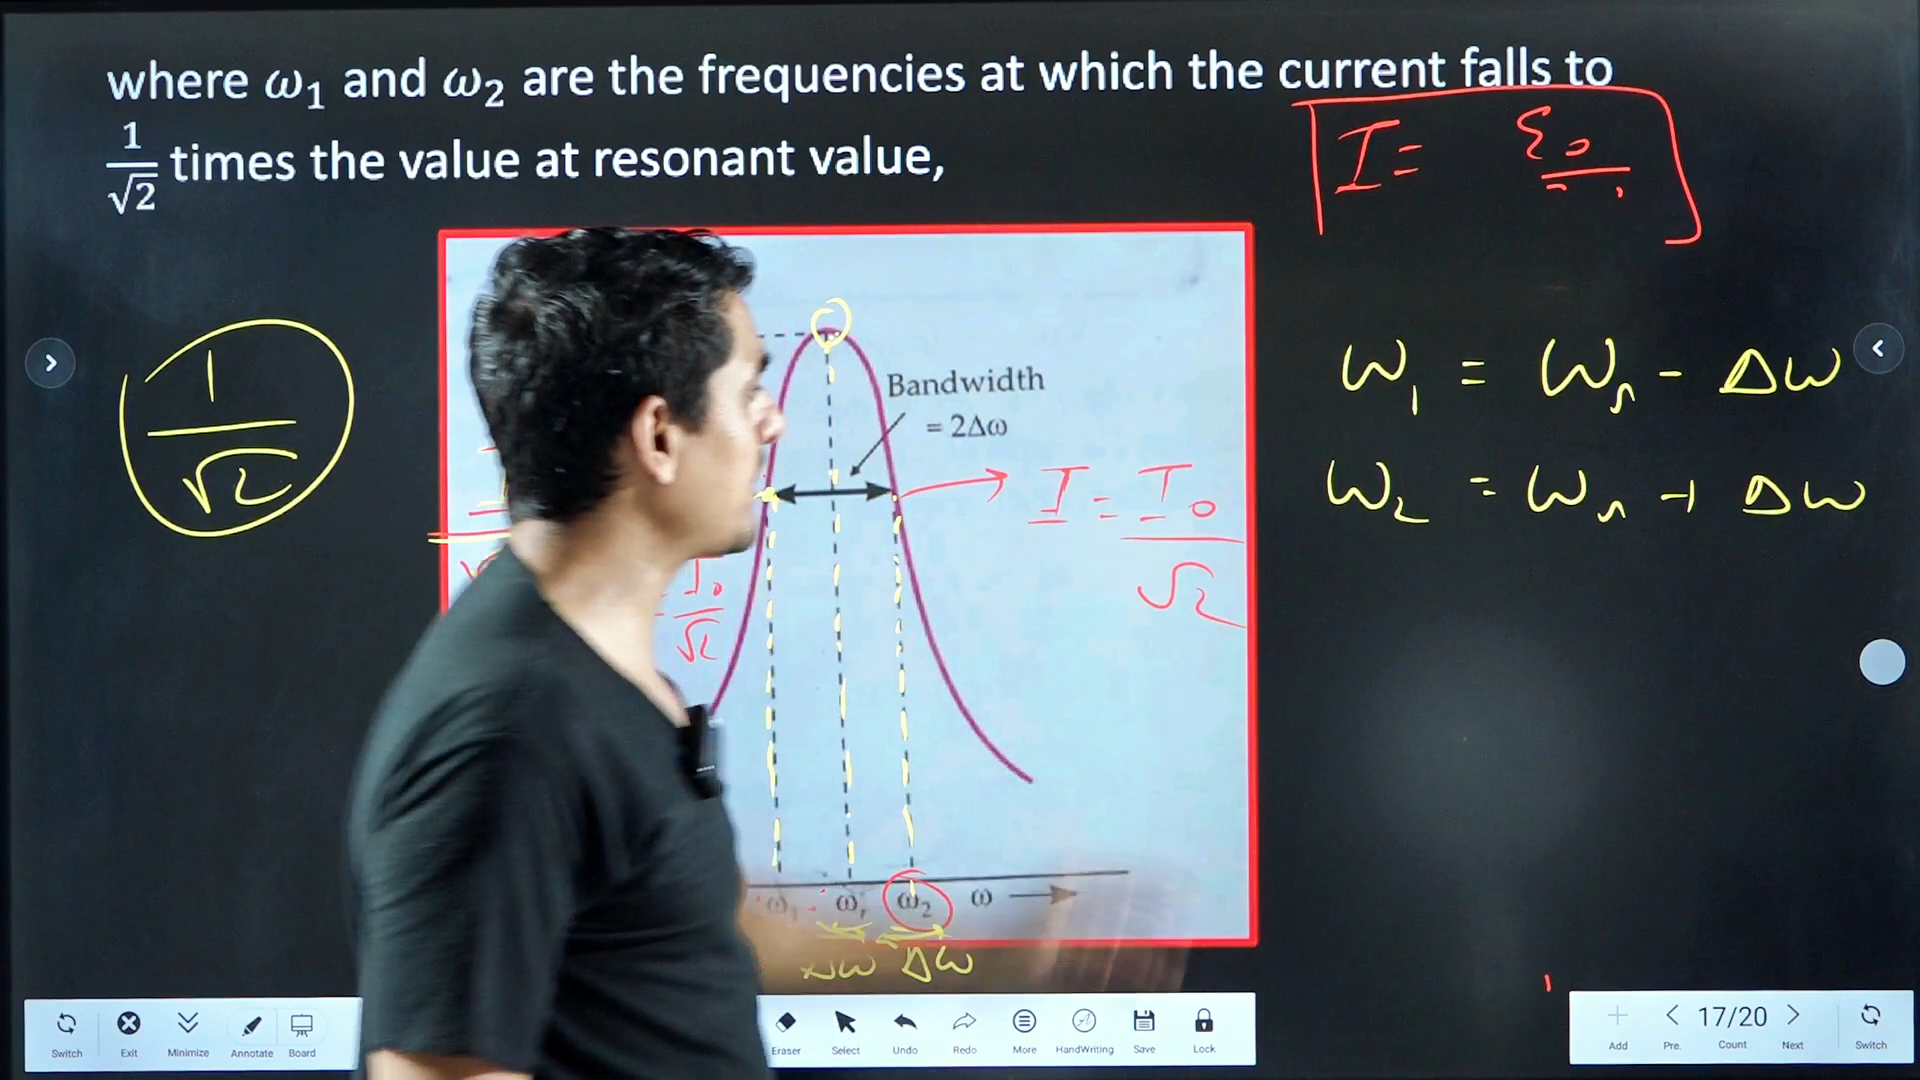 where ω₁ and ω₂ are the frequencies at which the current falls to
1/√2 times the value at resonant value,
I = ε₀
1/√2
Bandwidth
= 2Δω
ω₁ = ωr - Δω
I = I₀/√2
ω₂ = ωr + Δω
I₀/√2
ω₁ ωr ω₂ ω
Δω Δω
Switch Exit Minimize Annotate Board Eraser Select Undo Redo More HandWriting Save Lock
17/20
Add Pre. Count Next Switch